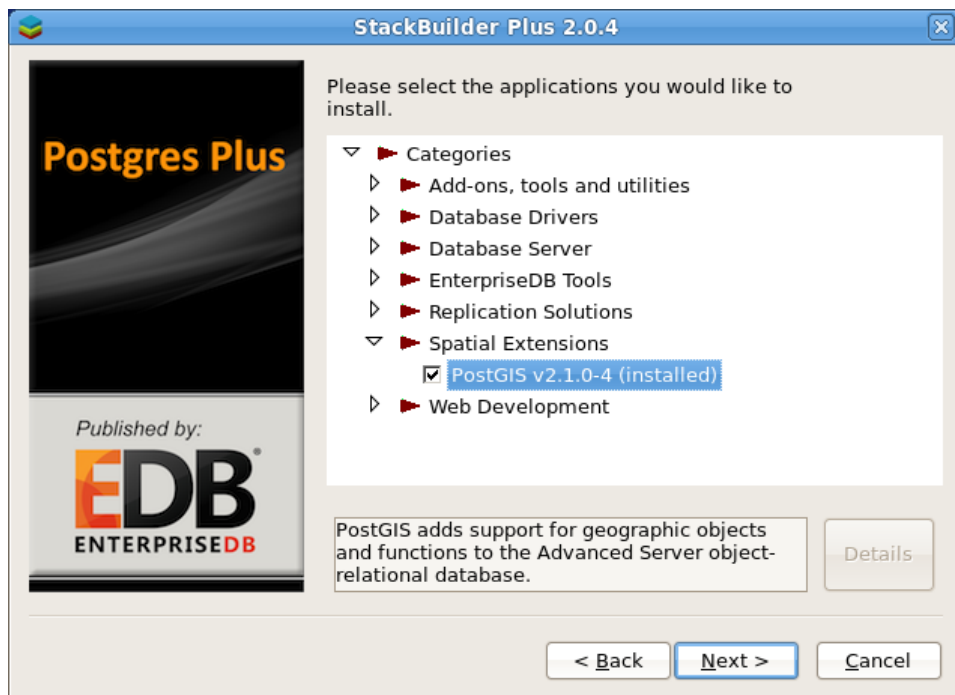 StackBuilder Plus 2.0.4
Postgres Plus
Published by:
EDB
ENTERPRISEDB
Please select the applications you would like to
install.
Categories
Add-ons, tools and utilities
Database Drivers
Database Server
EnterpriseDB Tools
Replication Solutions
Spatial Extensions
PostGIS v2.1.0-4 (installed)
Web Development
PostGIS adds support for geographic objects
and functions to the Advanced Server object-
relational database.
Details
< Back
Next >
Cancel